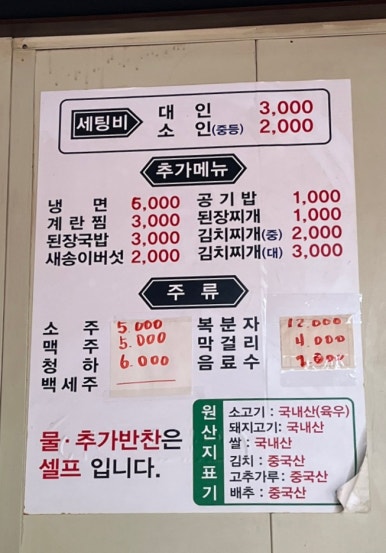 세팅비
대 인 3,000
소 인(중등) 2,000
추가메뉴
냉 면 6,000
계란찜 3,000
된장국밥 3,000
새송이버섯 2,000
공기밥 1,000
된장찌개 1,000
김치찌개(중) 2,000
김치찌개(대) 3,000
주 류
소 주 5.000
맥 주 5.000
청 하 6.000
백세주
복분자 12.000
막걸리 4.000
음료수
물·추가반찬은
셀프 입니다.
원산지표기
소고기 : 국내산(육우)
돼지고기: 국내산
쌀 : 국내산
김치 : 중국산
고추가루 : 중국산
배추 : 중국산